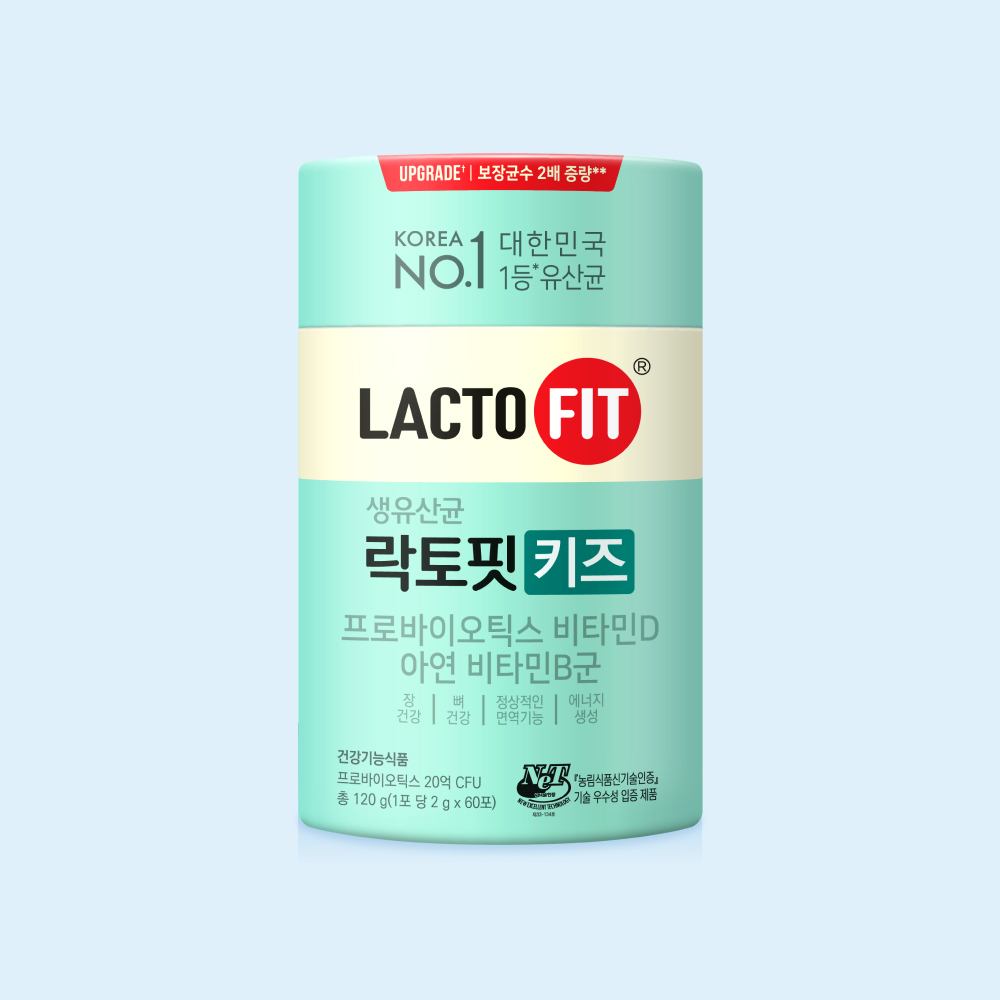 UPGRADE† | 보장균수 2배 증량**
KOREA
NO.1
대한민국
1등*유산균
LACTO FIT®
생유산균
락토핏 키즈
프로바이오틱스 비타민D
아연 비타민B군
장 건강 | 뼈 건강 | 정상적인 면역기능 | 에너지 생성
건강기능식품
프로바이오틱스 20억 CFU
총 120 g(1포 당 2 g x 60포)
NeT
NEW EXCELLENT TECHNOLOGY
『농림식품신기술인증』
기술 우수성 입증 제품